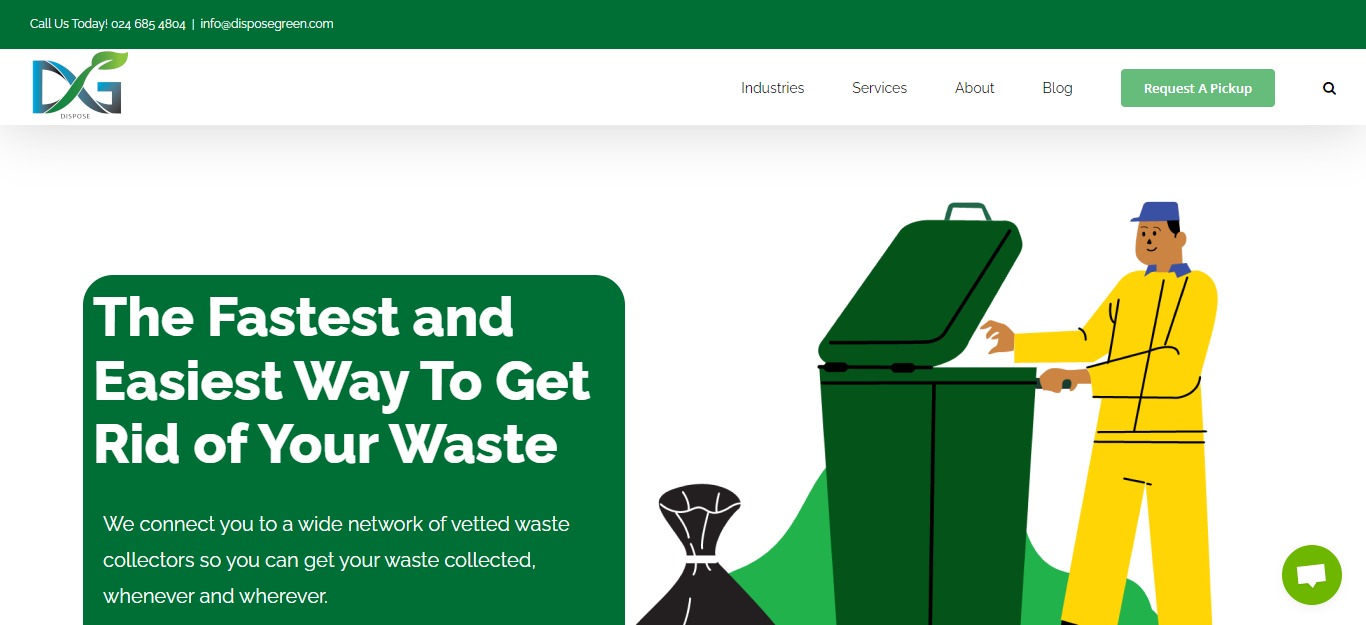 Call Us Today! 024 685 4804 | info@disposegreen.com
DG
DISPOSE
Industries
Services
About
Blog
Request A Pickup
The Fastest and
Easiest Way To Get
Rid of Your Waste
We connect you to a wide network of vetted waste
collectors so you can get your waste collected,
whenever and wherever.